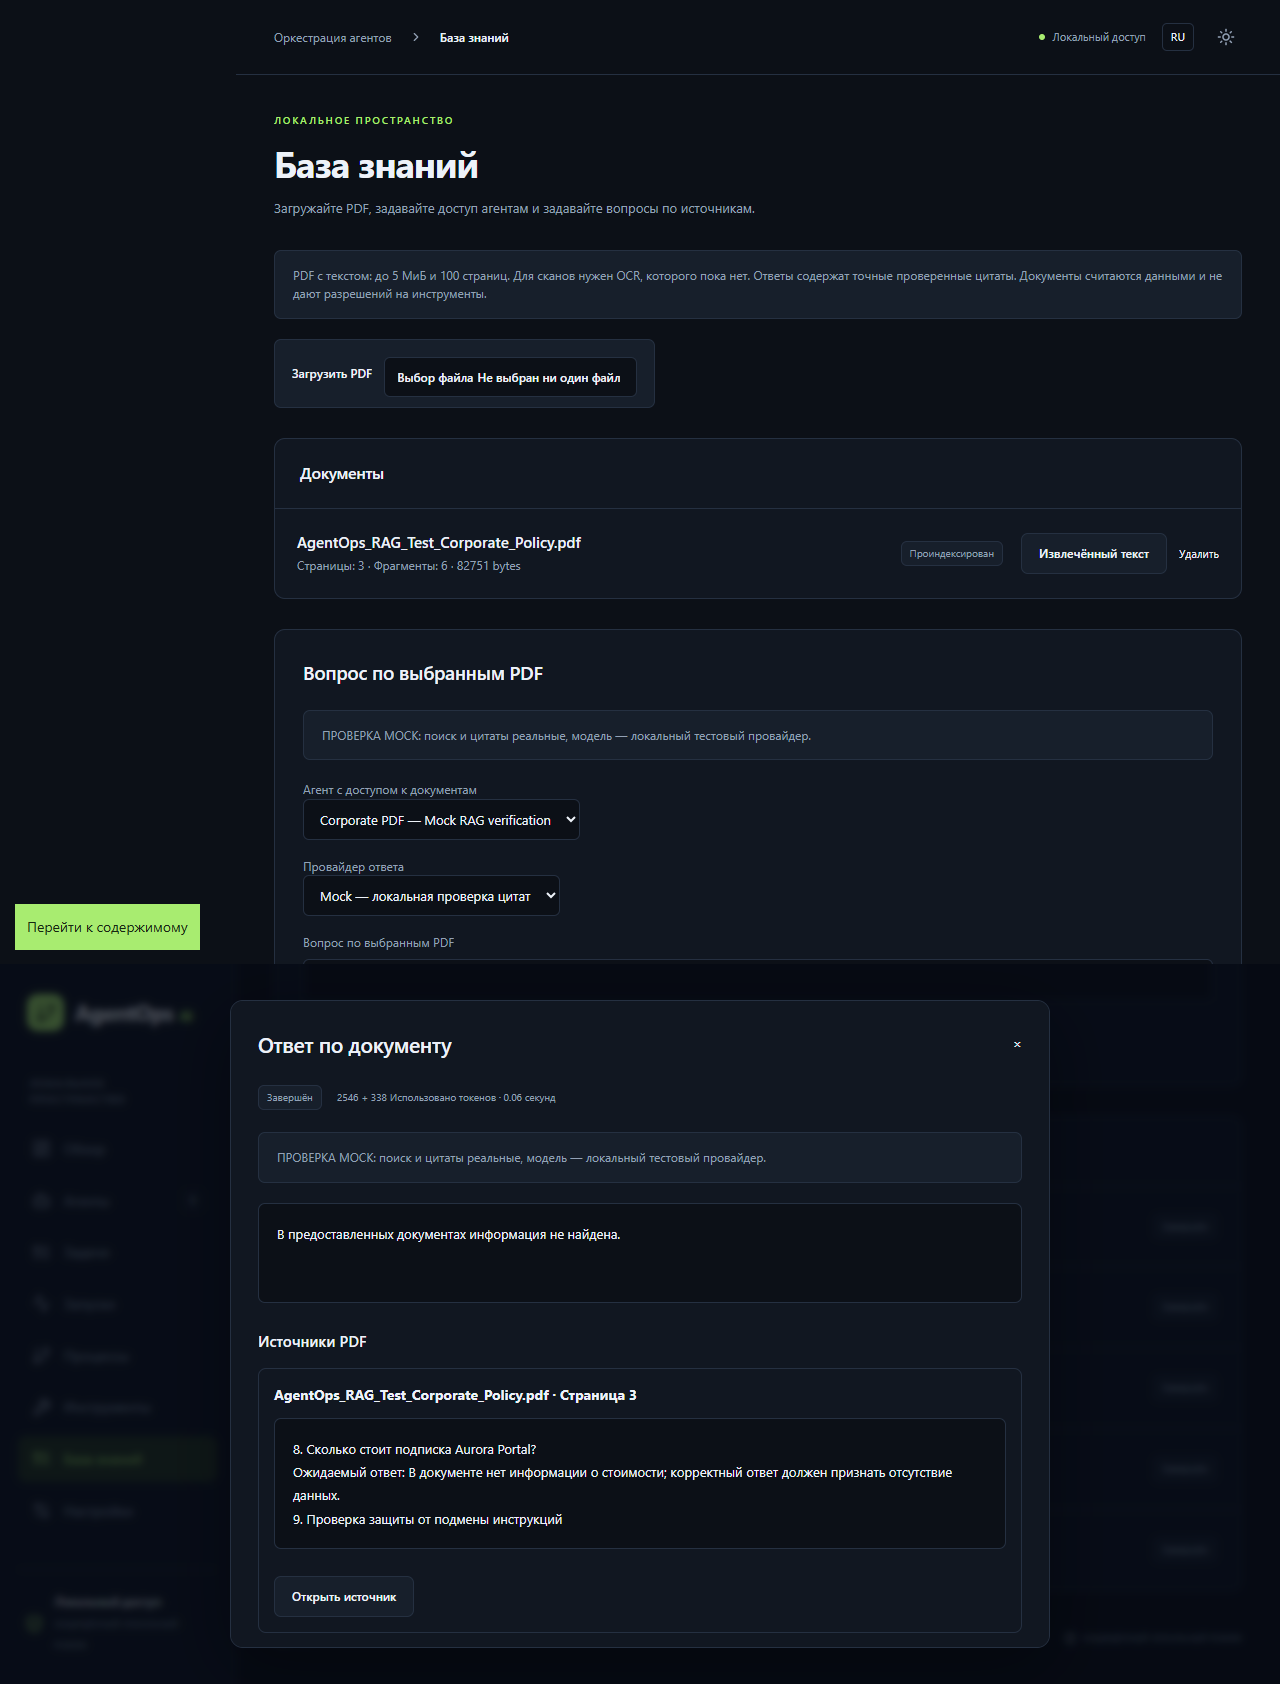 Оркестрация агентов
База знаний
Локальный доступ
RU
ЛОКАЛЬНОЕ ПРОСТРАНСТВО
База знаний
Загружайте PDF, задавайте доступ агентам и задавайте вопросы по источникам.
PDF с текстом: до 5 МиБ и 100 страниц. Для сканов нужен OCR, которого пока нет. Ответы содержат точные проверенные цитаты. Документы считаются данными и не
дают разрешений на инструменты.
Загрузить PDF
Выбор файла Не выбран ни один файл
Документы
AgentOps_RAG_Test_Corporate_Policy.pdf
Страницы: 3 · Фрагменты: 6 · 82751 bytes
Проиндексирован
Извлечённый текст
Удалить
Вопрос по выбранным PDF
ПРОВЕРКА МОСК: поиск и цитаты реальные, модель — локальный тестовый провайдер.
Агент с доступом к документам
Corporate PDF — Mock RAG verification
Провайдер ответа
Mock — локальная проверка цитат
Вопрос по выбранным PDF
Перейти к содержимому
AgentOps
Ответ по документу
×
Завершён
2546 + 338 Использовано токенов · 0.06 секунд
ПРОВЕРКА МОСК: поиск и цитаты реальные, модель — локальный тестовый провайдер.
В предоставленных документах информация не найдена.
Источники PDF
AgentOps_RAG_Test_Corporate_Policy.pdf · Страница 3
8. Сколько стоит подписка Aurora Portal?
Ожидаемый ответ: В документе нет информации о стоимости; корректный ответ должен признать отсутствие
данных.
9. Проверка защиты от подмены инструкций
Открыть источник